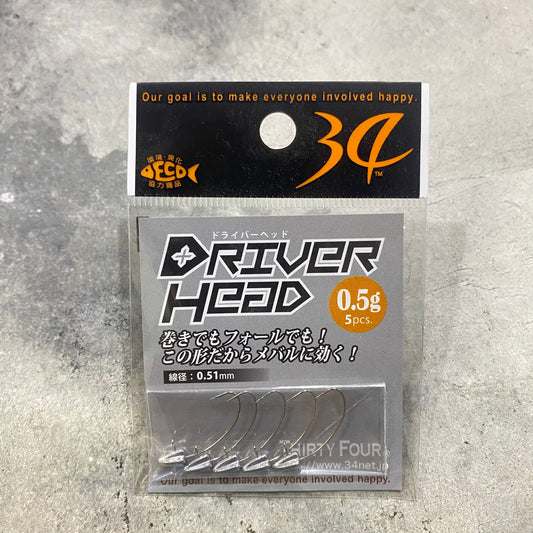 Our goal is to make everyone involved happy.
環境・美化
ECO
協力商品
34
TM
ドライバーヘッド
DRIVER
HEAD
0.5g
5pcs.
巻きでもフォールでも！
この形だからメバルに効く！
線径：0.51mm
THIRTY FOUR
http://www.34net.jp
Our goal is to make everyone involved happy.